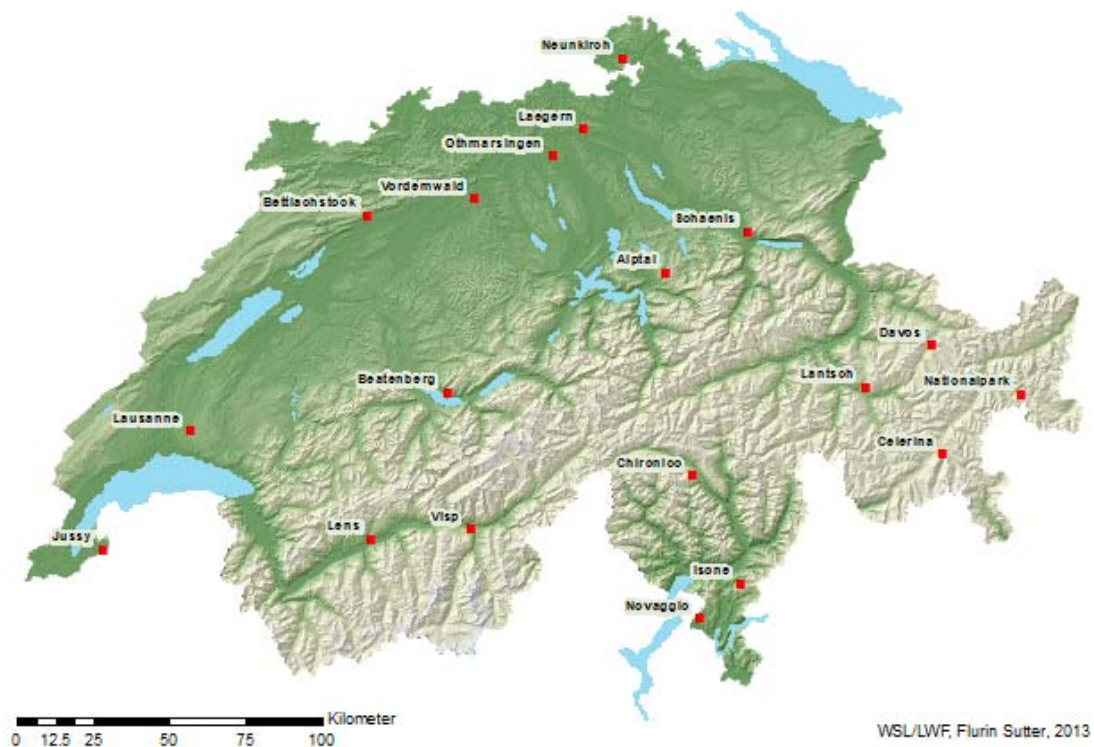 Neunkirch
Laegern
Othmarsingen
Vordemwald
Bettlachstock
Schaenis
Alptal
Davos
Lantsch
Nationalpark
Beatenberg
Lausanne
Celerina
Chironico
Visp
Lens
Jussy
Isone
Novaggio
Kilometer
0 12.5 25 50 75 100
WSL/LWF, Flurin Sutter, 2013